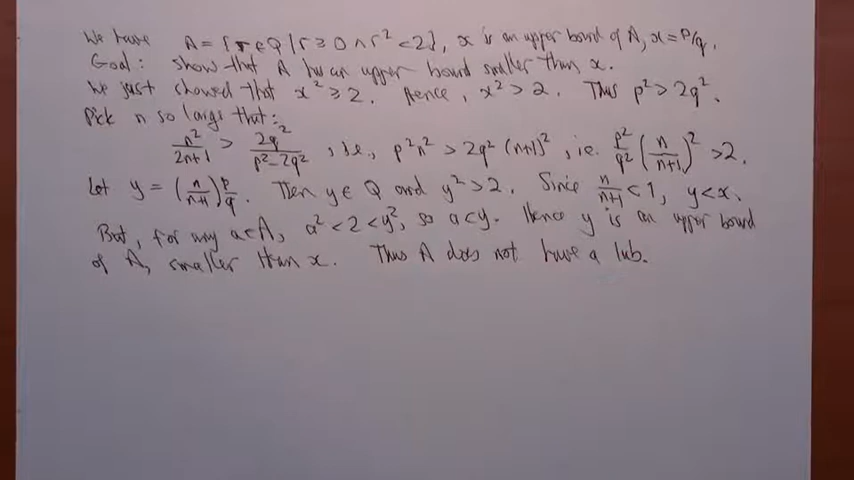 We have A = {r ∈ Q | r ≥ 0 ∧ r² < 2}, x is an upper bound of A, x = p/q.
Goal: show that A has an upper bound smaller than x.
We just showed that x² ≥ 2. Hence, x² > 2. Thus p² > 2q².
Pick n so large that:
n²/(2n+1) > 2q²/(p²-2q²), i.e., p²n² > 2q²(n+1)², i.e. p²/q² (n/(n+1))² > 2.
Let y = (n/(n+1)) p/q. Then y ∈ Q and y² > 2. Since n/(n+1) < 1, y < x.
But, for any a ∈ A, a² < 2 < y², so a < y. Hence y is an upper bound
of A, smaller than x. Thus A does not have a lub.